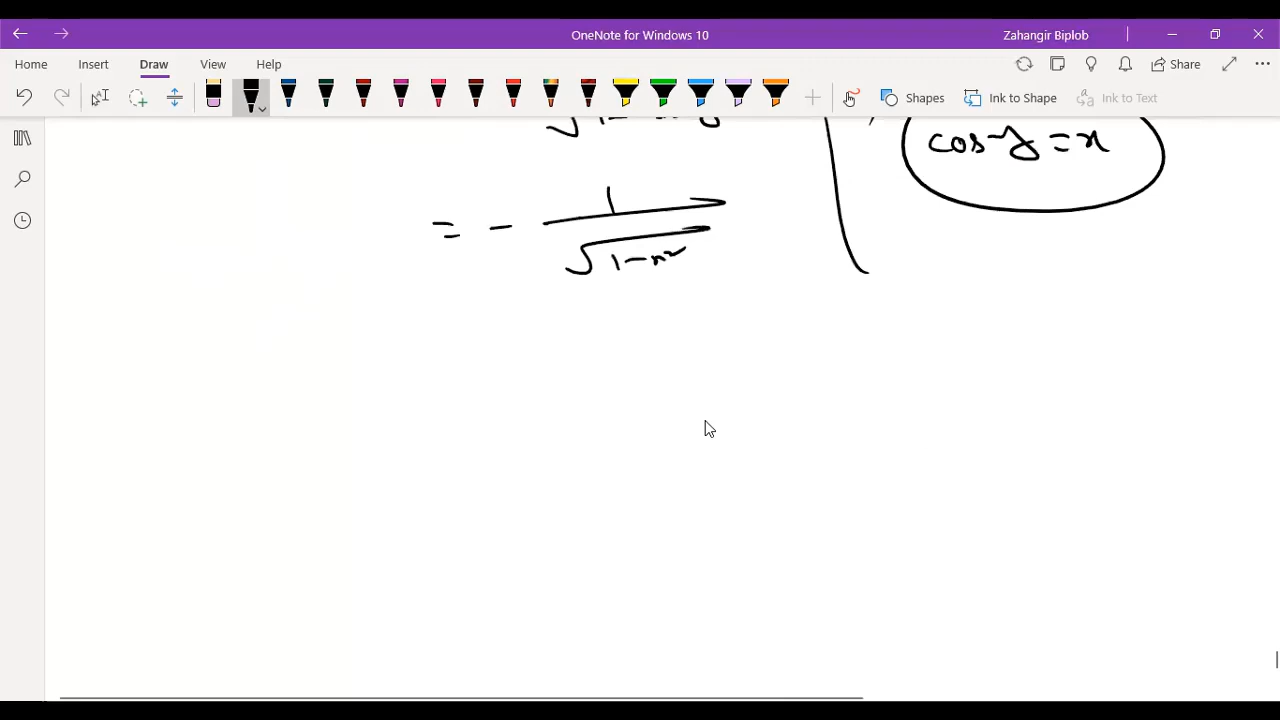 OneNote for Windows 10
Zahangir Biplob
Home Insert Draw View Help
Share
Shapes
Ink to Shape
Ink to Text
cos y = x
= - 1
√1-x²